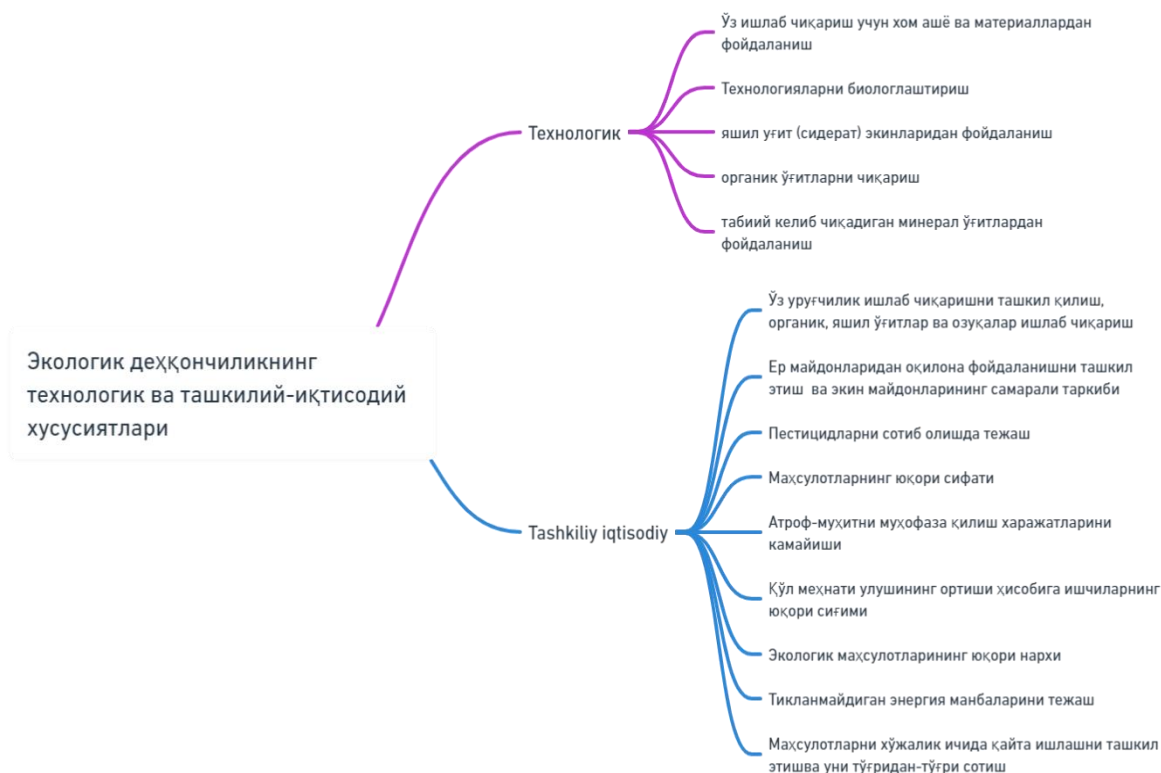 Экологик деҳқончиликнинг
технологик ва ташкилий-иқтисодий
хусусиятлари
Технологик
Ўз ишлаб чиқариш учун хом ашё ва материаллардан
фойдаланиш
Технологияларни биологлаштириш
яшил уғит (сидерат) экинларидан фойдаланиш
органик ўғитларни чиқариш
табиий келиб чиқадиган минерал ўғитлардан
фойдаланиш
Tashkiliy iqtisodiy
Ўз уруғчилик ишлаб чиқаришни ташкил қилиш,
органик, яшил ўғитлар ва озуқалар ишлаб чиқариш
Ер майдонларидан оқилона фойдаланишни ташкил
этиш ва экин майдонларининг самарали таркиби
Пестицидларни сотиб олишда тежаш
Маҳсулотларнинг юқори сифати
Атроф-муҳитни муҳофаза қилиш харажатларини
камайиши
Қўл меҳнати улушининг ортиши ҳисобига ишчиларнинг
юқори сиғими
Экологик маҳсулотларининг юқори нархи
Тикланмайдиган энергия манбаларини тежаш
Маҳсулотларни хўжалик ичида қайта ишлашни ташкил
этишва уни тўғридан-тўғри сотиш